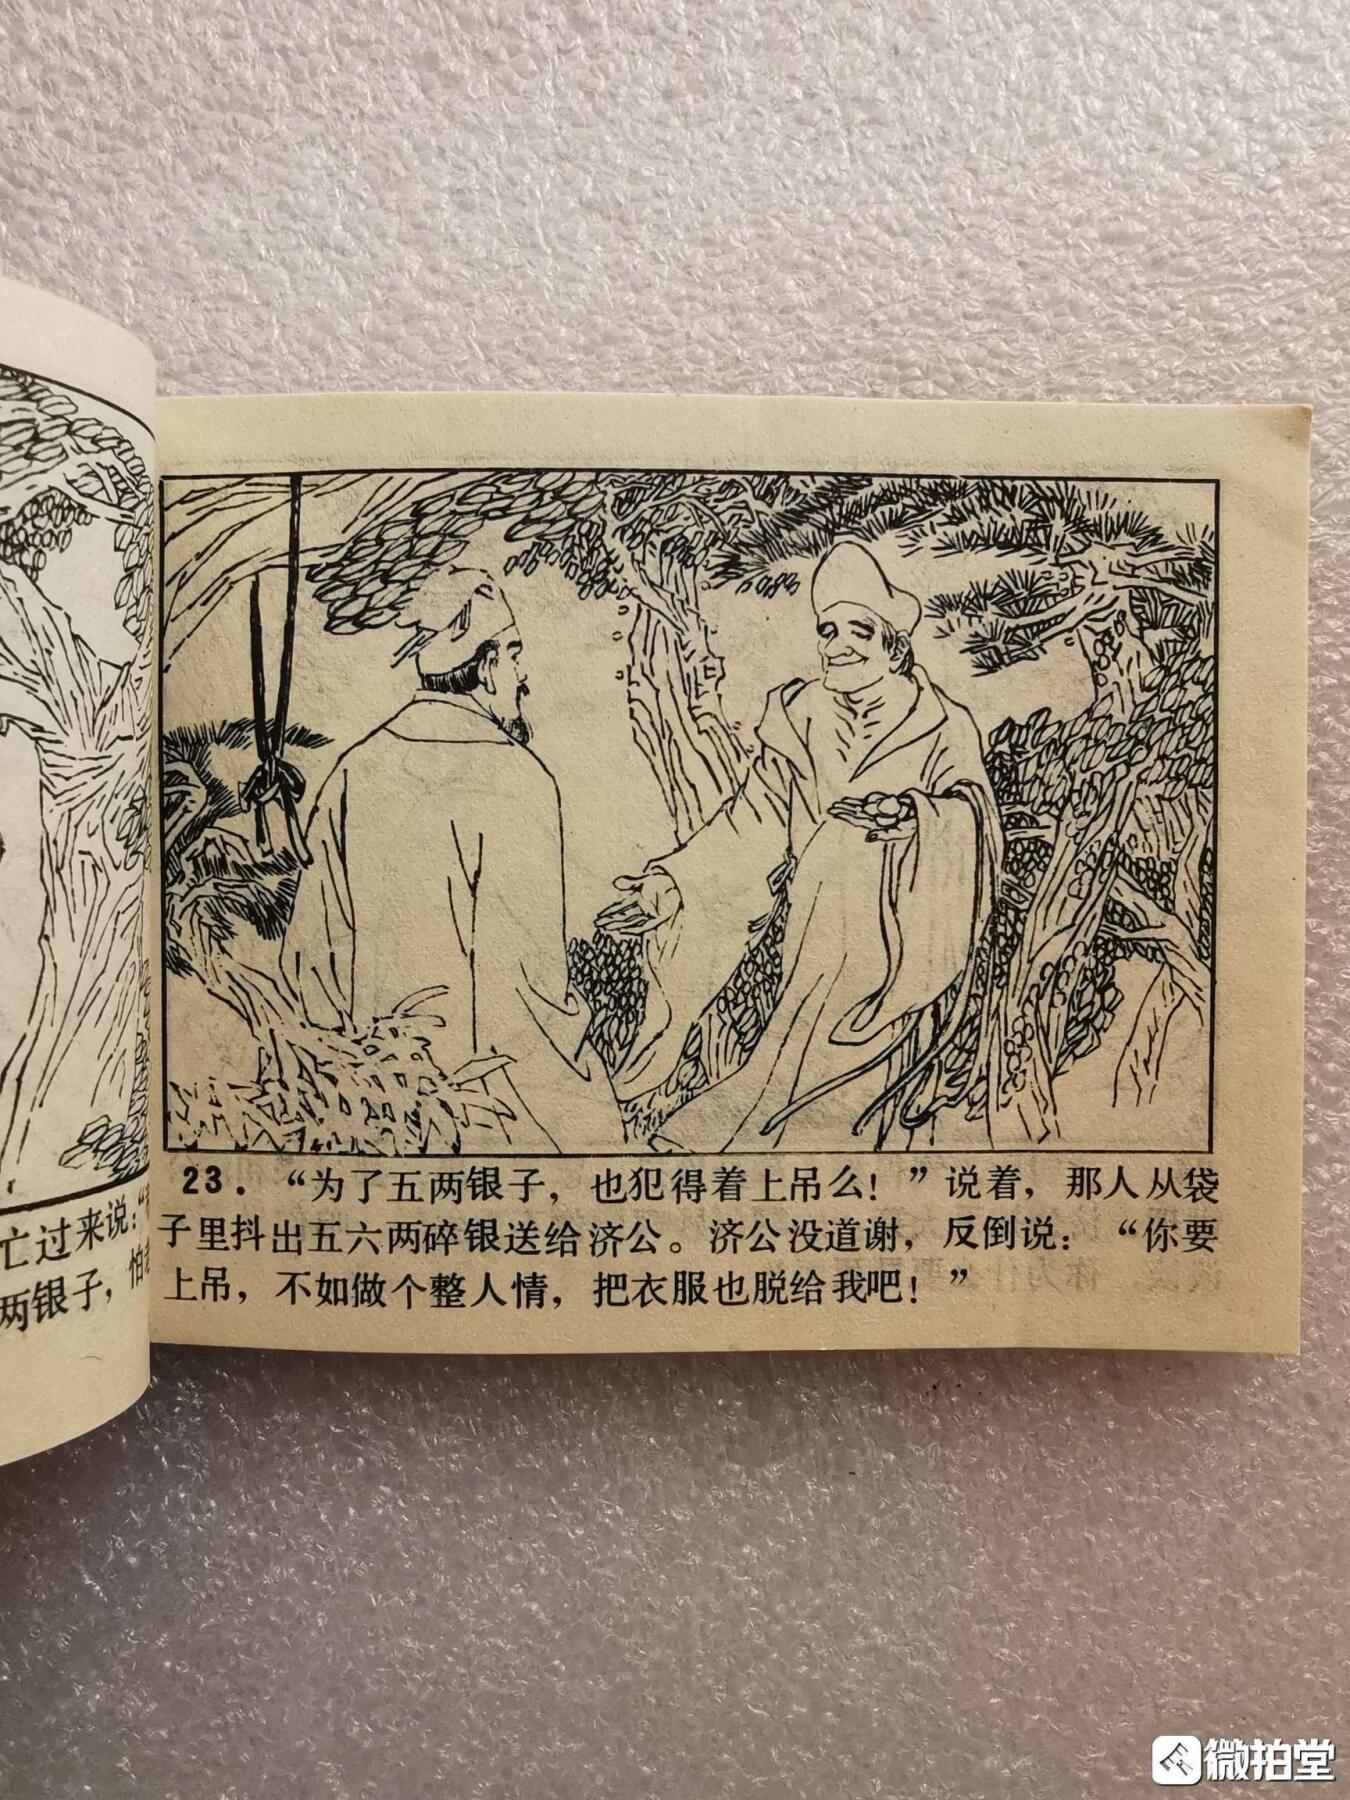 亡过来说：“
两银子，怕
23．“为了五两银子，也犯得着上吊么！”说着，那人从袋
子里抖出五六两碎银送给济公。济公没道谢，反倒说：“你要
上吊，不如做个整人情，把衣服也脱给我吧！”
微拍堂